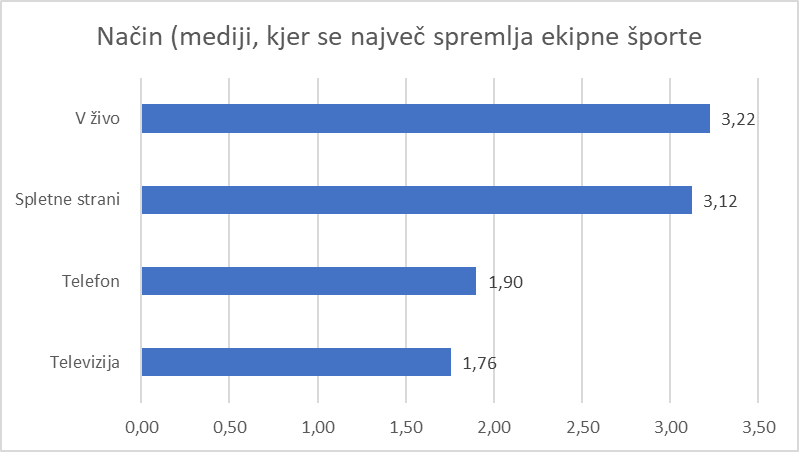 Način (mediji, kjer se največ spremlja ekipne športe
V živo
3,22
Spletne strani
3,12
Telefon
1,90
Televizija
1,76
0,00 0,50 1,00 1,50 2,00 2,50 3,00 3,50